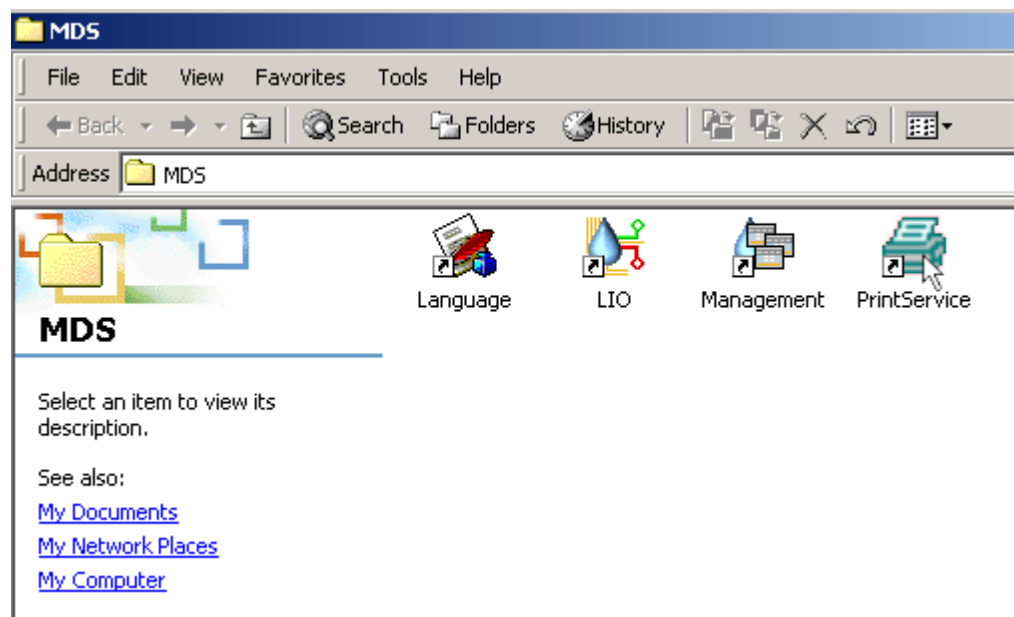 MDS
File Edit View Favorites Tools Help
Back Search Folders History
Address MDS
Language LIO Management PrintService
MDS
Select an item to view its
description.
See also:
My Documents
My Network Places
My Computer